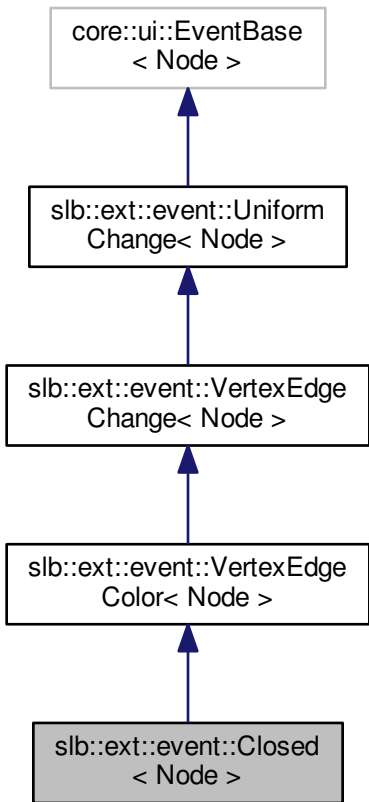 core::ui::EventBase
< Node >
slb::ext::event::Uniform
Change< Node >
slb::ext::event::VertexEdge
Change< Node >
slb::ext::event::VertexEdge
Color< Node >
slb::ext::event::Closed
< Node >